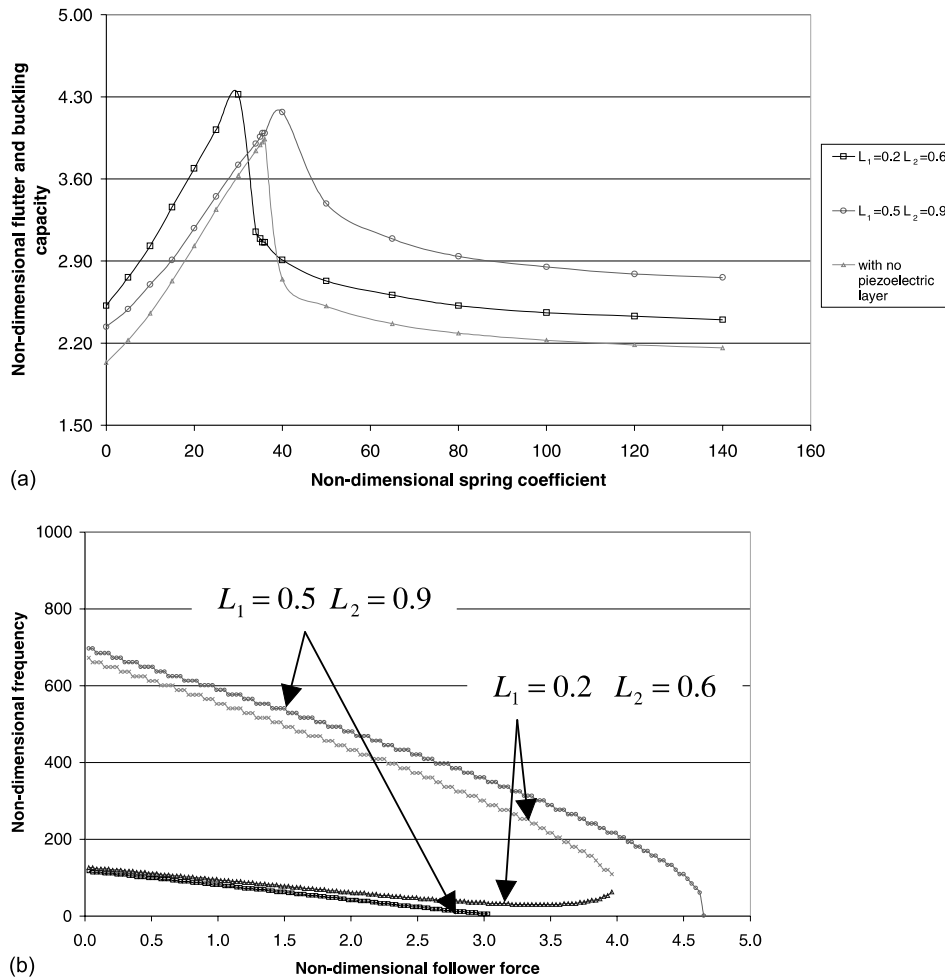 5.00
4.30
3.60
2.90
2.20
1.50
Non-dimensional flutter and buckling
capacity
0 20 40 60 80 100 120 140 160
Non-dimensional spring coefficient
L1=0.2 L2=0.6
L1=0.5 L2=0.9
with no
piezoelectric
layer
(a)
1000
800
600
400
200
0
Non-dimensional frequency
L1 = 0.5 L2 = 0.9
L1 = 0.2 L2 = 0.6
0.0 0.5 1.0 1.5 2.0 2.5 3.0 3.5 4.0 4.5 5.0
Non-dimensional follower force
(b)